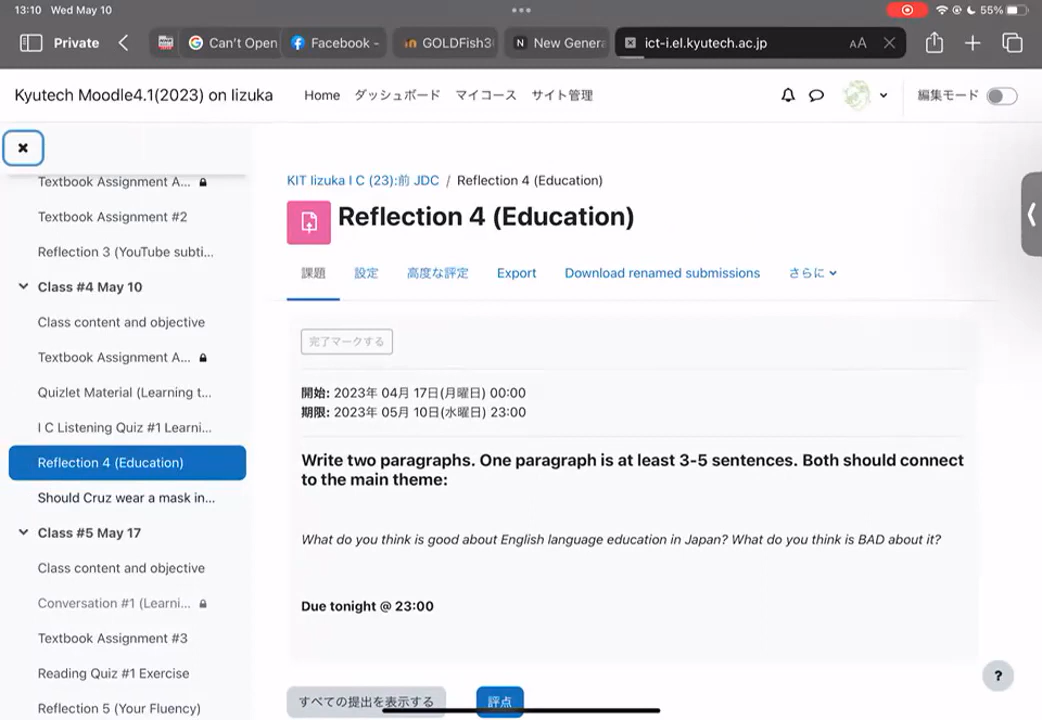 13:10 Wed May 10
55%
Private
Can't Open
Facebook -
GOLDFish3
New Genera
ict-i.el.kyutech.ac.jp
AA
Kyutech Moodle4.1(2023) on Iizuka
Home
ダッシュボード
マイコース
サイト管理
編集モード
Textbook Assignment A...
Textbook Assignment #2
Reflection 3 (YouTube subti...
Class #4 May 10
Class content and objective
Textbook Assignment A...
Quizlet Material (Learning t...
I C Listening Quiz #1 Learni...
Reflection 4 (Education)
Should Cruz wear a mask in...
Class #5 May 17
Class content and objective
Conversation #1 (Learni...
Textbook Assignment #3
Reading Quiz #1 Exercise
Reflection 5 (Your Fluency)
KIT Iizuka I C (23):前 JDC / Reflection 4 (Education)
Reflection 4 (Education)
課題
設定
高度な評定
Export
Download renamed submissions
さらに
完了マークする
開始: 2023年 04月 17日(月曜日) 00:00
期限: 2023年 05月 10日(水曜日) 23:00
Write two paragraphs. One paragraph is at least 3-5 sentences. Both should connect
to the main theme:
What do you think is good about English language education in Japan? What do you think is BAD about it?
Due tonight @ 23:00
すべての提出を表示する
評点
?